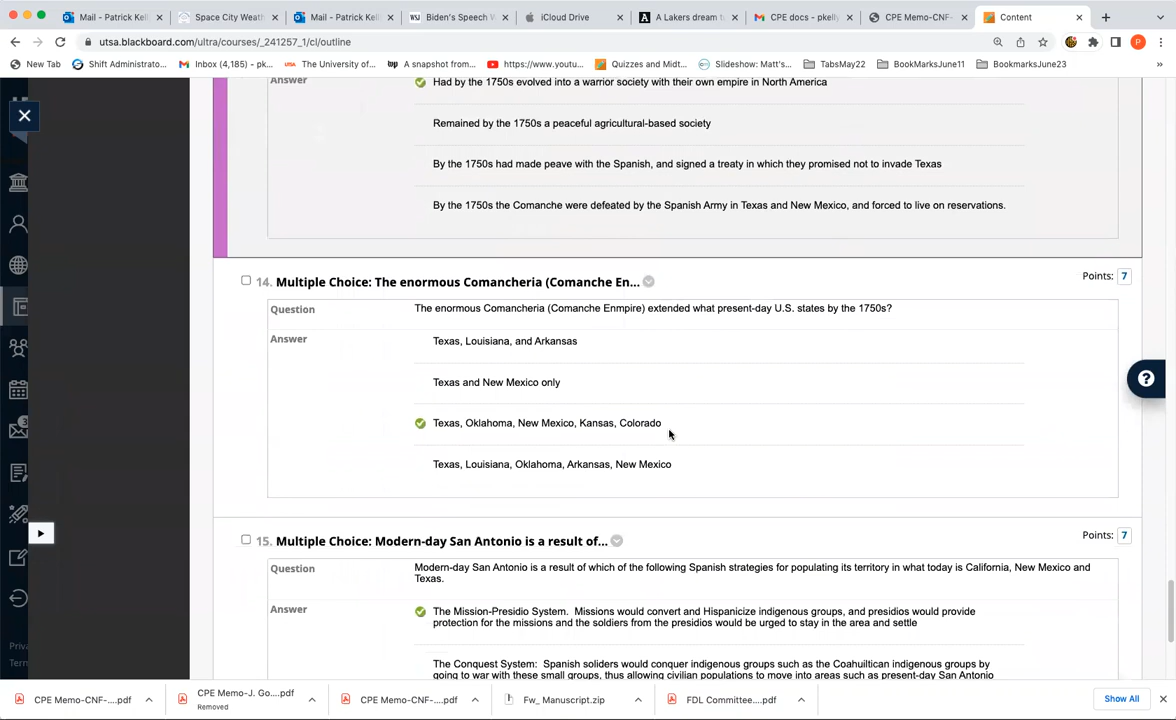 Mail - Patrick Kell
Space City Weath
Mail - Patrick Kell
WSJ Biden's Speech W
iCloud Drive
A Lakers dream tu
CPE docs - pkelly
CPE Memo-CNF-
Content
utsa.blackboard.com/ultra/courses/_241257_1/cl/outline
New Tab
Shift Administrato...
Inbox (4,185) - pk...
UTSA The University of...
wp A snapshot from...
https://www.youtu...
Quizzes and Midt...
Slideshow: Matt's...
TabsMay22
BookMarksJune11
BookmarksJune23
Answer
Had by the 1750s evolved into a warrior society with their own empire in North America
Remained by the 1750s a peaceful agricultural-based society
By the 1750s had made peave with the Spanish, and signed a treaty in which they promised not to invade Texas
By the 1750s the Comanche were defeated by the Spanish Army in Texas and New Mexico, and forced to live on reservations.
14. Multiple Choice: The enormous Comancheria (Comanche En...
Points: 7
Question
The enormous Comancheria (Comanche Enmpire) extended what present-day U.S. states by the 1750s?
Answer
Texas, Louisiana, and Arkansas
Texas and New Mexico only
Texas, Oklahoma, New Mexico, Kansas, Colorado
Texas, Louisiana, Oklahoma, Arkansas, New Mexico
15. Multiple Choice: Modern-day San Antonio is a result of...
Points: 7
Question
Modern-day San Antonio is a result of which of the following Spanish strategies for populating its territory in what today is California, New Mexico and
Texas.
Answer
The Mission-Presidio System. Missions would convert and Hispanicize indigenous groups, and presidios would provide
protection for the missions and the soldiers from the presidios would be urged to stay in the area and settle
The Conquest System: Spanish soliders would conquer indigenous groups such as the Coahuiltican indigenous groups by
going to war with these small groups, thus allowing civilian populations to move into areas such as present-day San Antonio
3
Priva
Term
CPE Memo-CNF-....pdf
CPE Memo-J. Go....pdf
Removed
CPE Memo-CNF-....pdf
Fw_ Manuscript.zip
FDL Committee....pdf
Show All